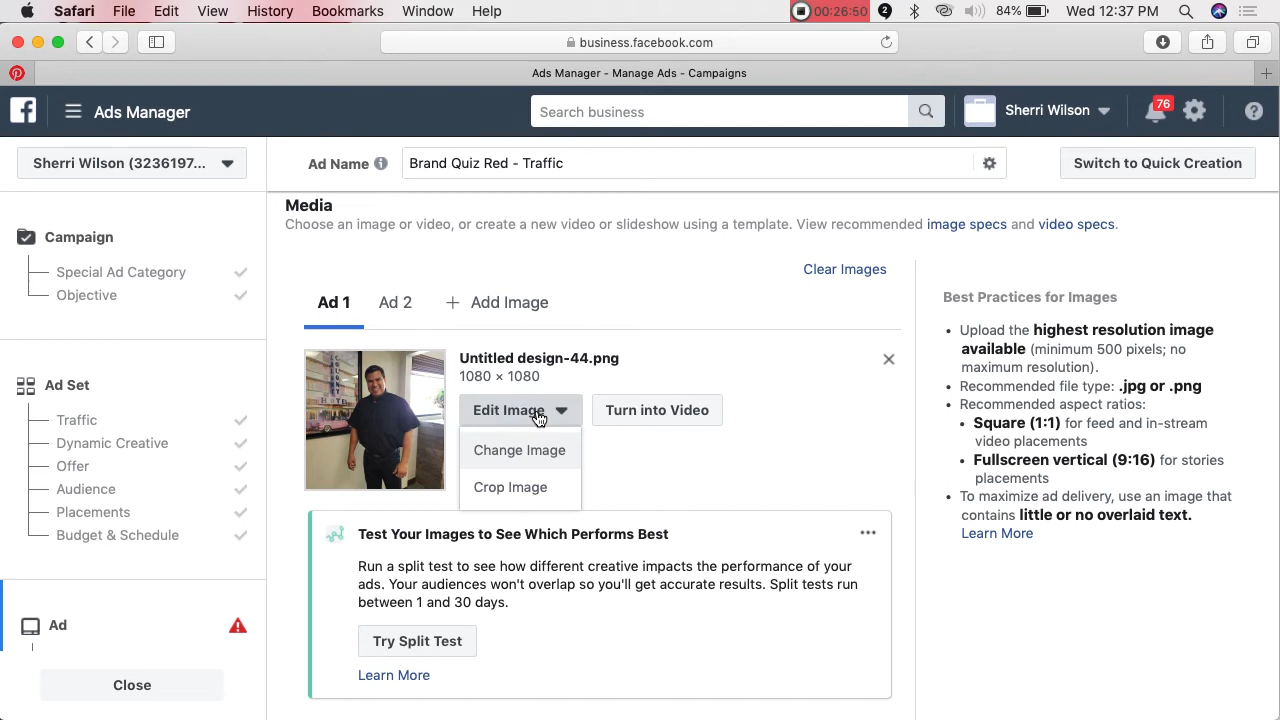 Safari File Edit View History Bookmarks Window Help 00:26:50 2 84% Wed 12:37 PM
business.facebook.com
Ads Manager - Manage Ads - Campaigns
Ads Manager Search business Sherri Wilson 76
Sherri Wilson (3236197... Ad Name Brand Quiz Red - Traffic Switch to Quick Creation
Media
Choose an image or video, or create a new video or slideshow using a template. View recommended image specs and video specs.
Campaign
Special Ad Category
Objective
Ad Set
Traffic
Dynamic Creative
Offer
Audience
Placements
Budget & Schedule
Ad
Close
Clear Images
Ad 1 Ad 2 + Add Image
Untitled design-44.png
1080 × 1080
Edit Image Turn into Video
Change Image
Crop Image
Test Your Images to See Which Performs Best
Run a split test to see how different creative impacts the performance of your
ads. Your audiences won't overlap so you'll get accurate results. Split tests run
between 1 and 30 days.
Try Split Test
Learn More
Best Practices for Images
• Upload the highest resolution image
available (minimum 500 pixels; no
maximum resolution).
• Recommended file type: .jpg or .png
• Recommended aspect ratios:
• Square (1:1) for feed and in-stream
video placements
• Fullscreen vertical (9:16) for stories
placements
• To maximize ad delivery, use an image that
contains little or no overlaid text.
Learn More